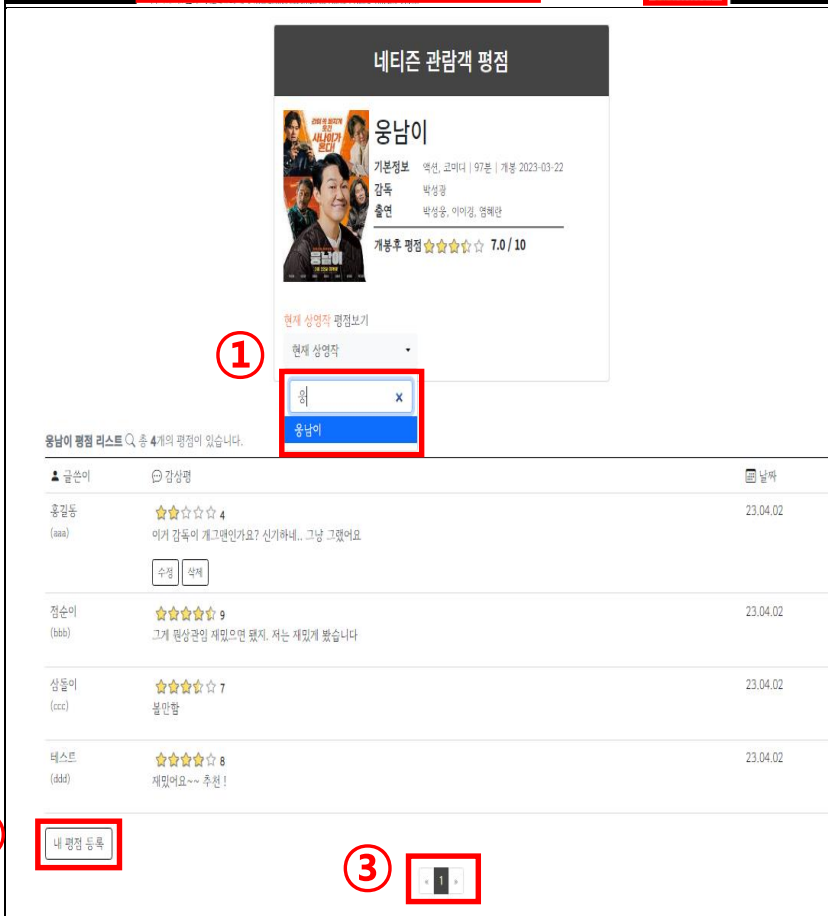 네티즌 관람객 평점
사나이가
온다!
웅남이
웅남이
기본정보 액션, 코미디 | 97분 | 개봉 2023-03-22
감독 박성광
출연 박성웅, 이이경, 염혜란
개봉후 평점 7.0 / 10
현재 상영작 평점보기
① 현재 상영작
웅 x
웅남이
웅남이 평점 리스트 총 4개의 평점이 있습니다.
글쓴이 감상평 날짜
홍길동 4 23.04.02
(aaa) 이거 감독이 개그맨인가요? 신기하네.. 그냥 그랬어요
수정 삭제
점순이 9 23.04.02
(bbb) 그게 뭔상관임 재밌으면 됐지. 저는 재밌게 봤습니다
삼돌이 7 23.04.02
(ccc) 볼만함
테스트 8 23.04.02
(ddd) 재밌어요~~ 추천 !
내 평점 등록
③ « 1 »